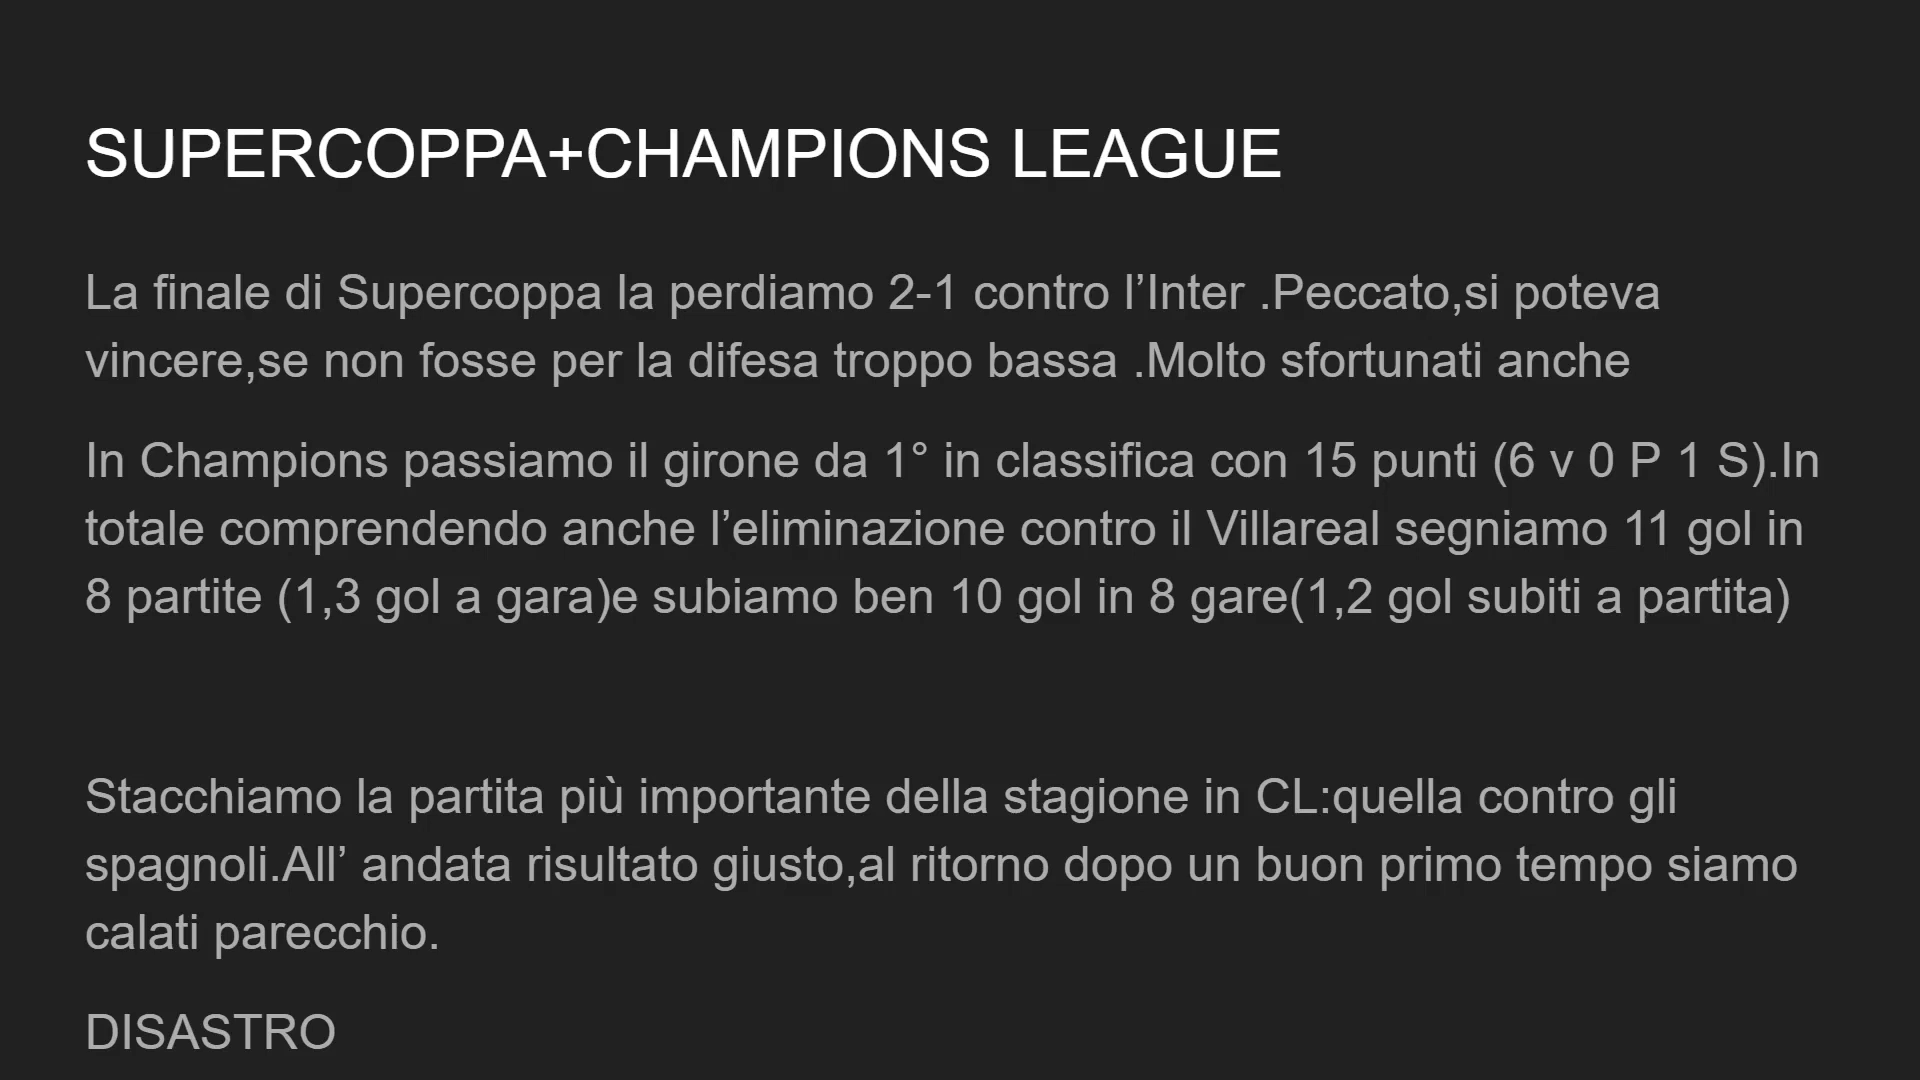 SUPERCOPPA+CHAMPIONS LEAGUE
La finale di Supercoppa la perdiamo 2-1 contro l’Inter .Peccato,si poteva
vincere,se non fosse per la difesa troppo bassa .Molto sfortunati anche
In Champions passiamo il girone da 1° in classifica con 15 punti (6 v 0 P 1 S).In
totale comprendendo anche l’eliminazione contro il Villareal segniamo 11 gol in
8 partite (1,3 gol a gara)e subiamo ben 10 gol in 8 gare(1,2 gol subiti a partita)
Stacchiamo la partita più importante della stagione in CL:quella contro gli
spagnoli.All’ andata risultato giusto,al ritorno dopo un buon primo tempo siamo
calati parecchio.
DISASTRO